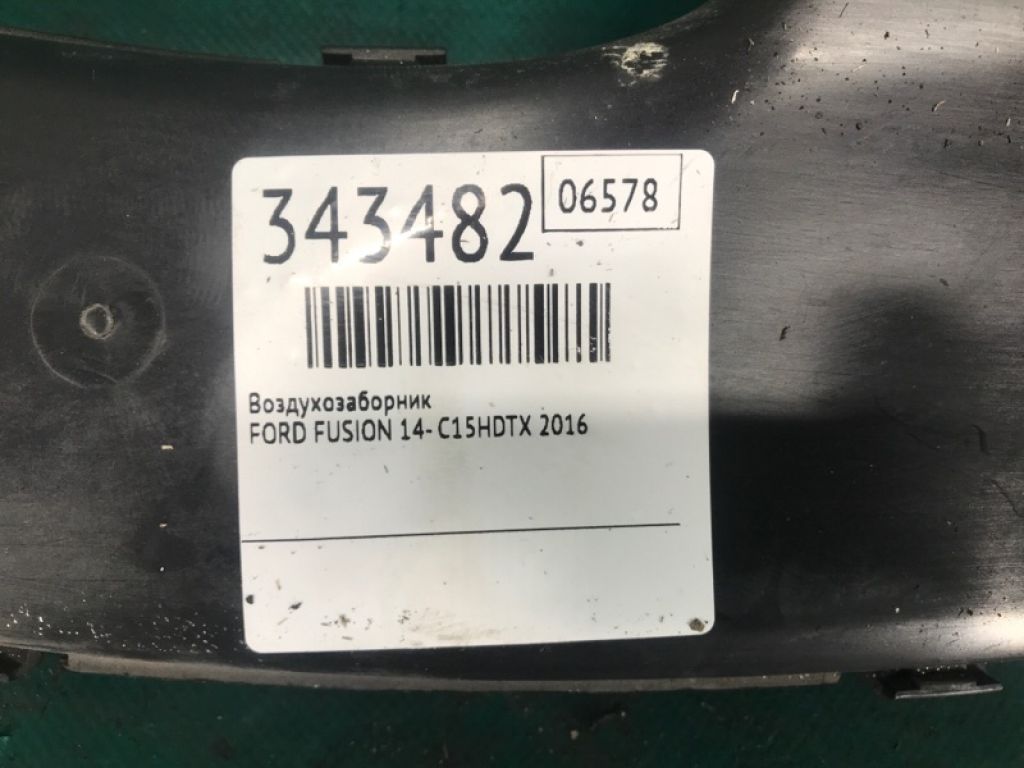 343482
06578
Воздухозаборник
FORD FUSION 14- C15HDTX 2016